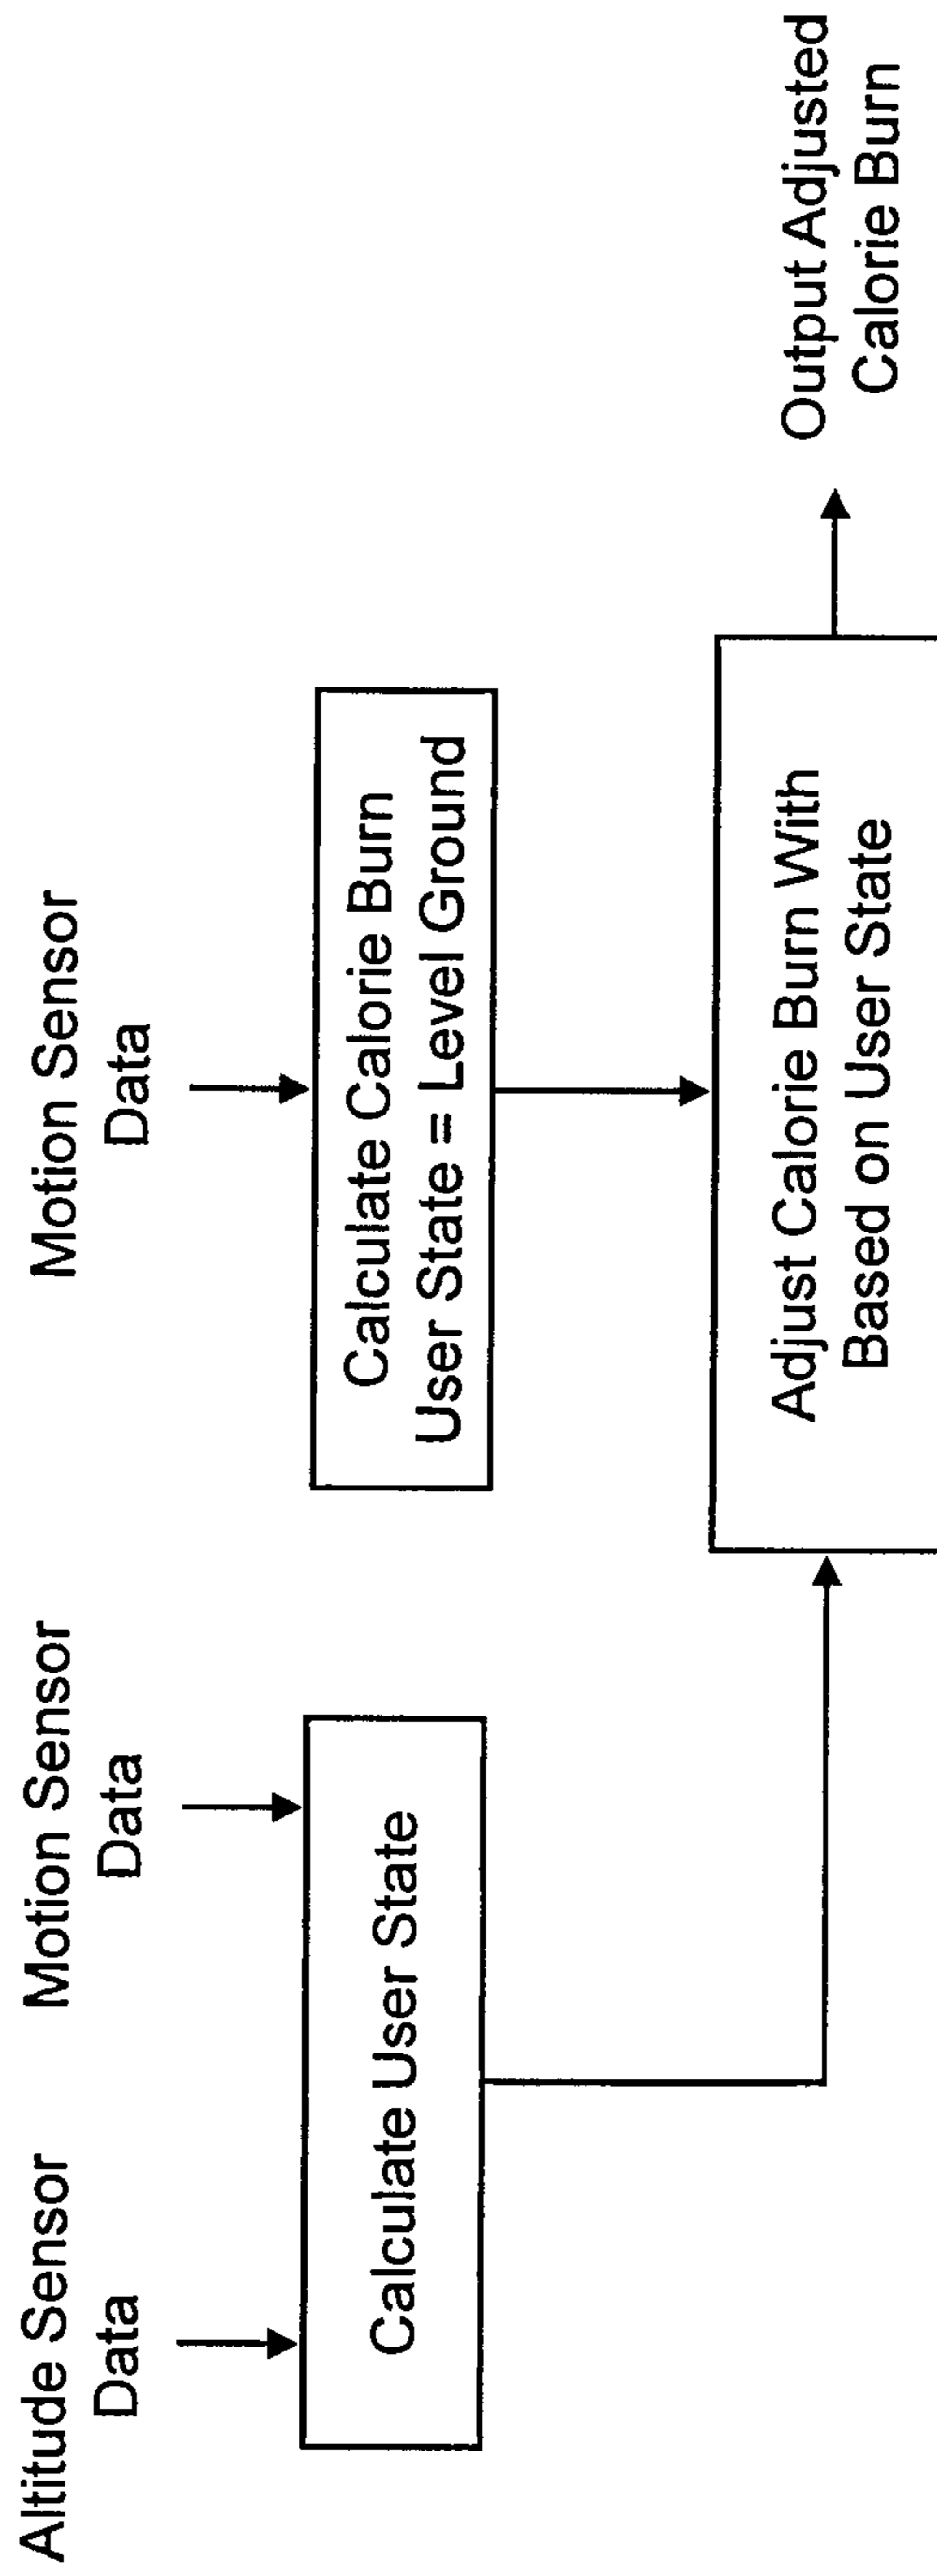 Altitude Sensor
Data
Motion Sensor
Data
Motion Sensor
Data
Calculate User State
Calculate Calorie Burn
User State = Level Ground
Adjust Calorie Burn With
Based on User State
Output Adjusted
Calorie Burn